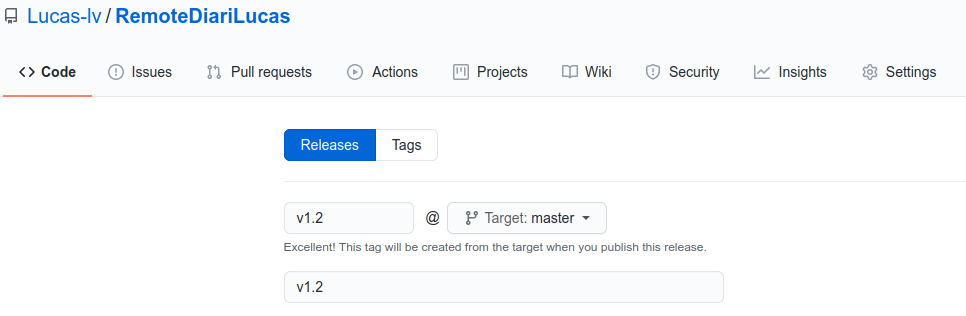 Lucas-lv / RemoteDiariLucas
Code Issues Pull requests Actions Projects Wiki Security Insights Settings
Releases Tags
v1.2 @ Target: master
Excellent! This tag will be created from the target when you publish this release.
v1.2